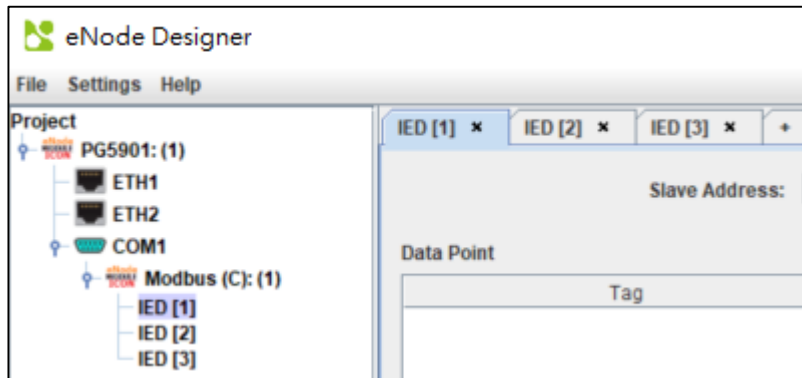 eNode Designer
File Settings Help
Project
PG5901: (1)
ETH1
ETH2
COM1
Modbus (C): (1)
IED [1]
IED [2]
IED [3]
IED [1] × IED [2] × IED [3] × +
Slave Address:
Data Point
Tag